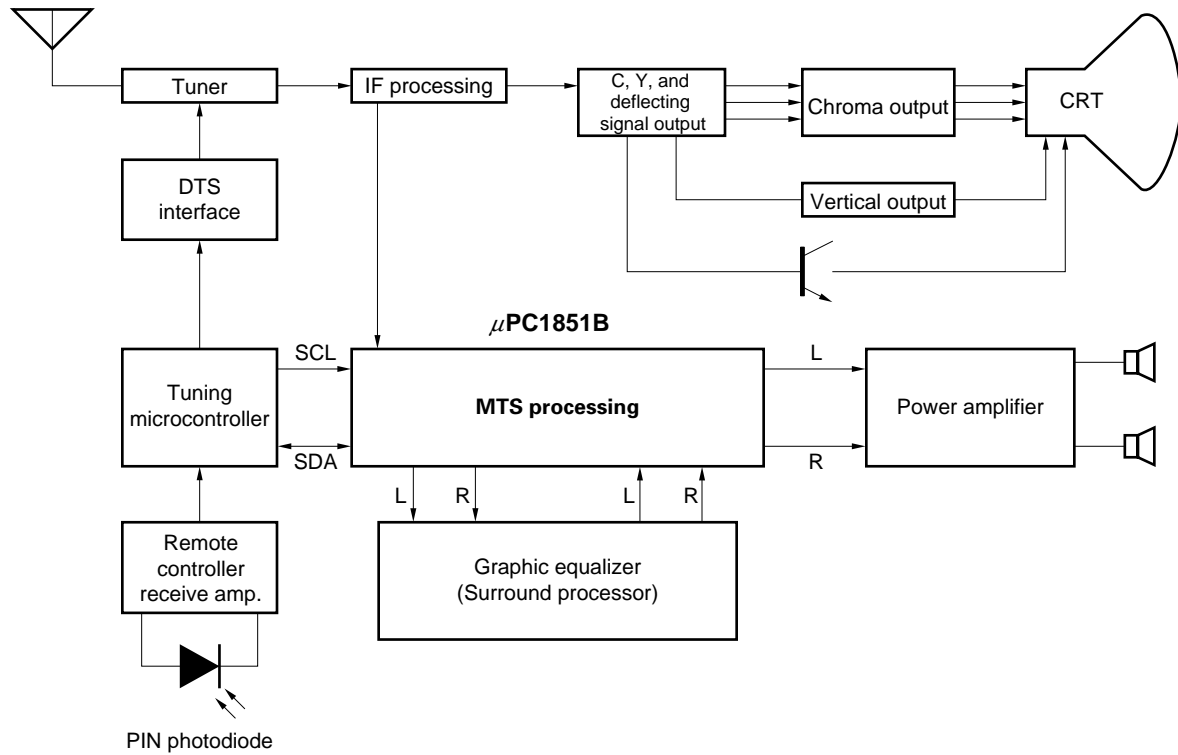 Tuner
IF processing
C, Y, and
deflecting
signal output
Chroma output
CRT
DTS
interface
Vertical output
μPC1851B
Tuning
microcontroller
SCL
SDA
MTS processing
L
R
Power amplifier
L
R
L
R
Remote
controller
receive amp.
Graphic equalizer
(Surround processor)
PIN photodiode